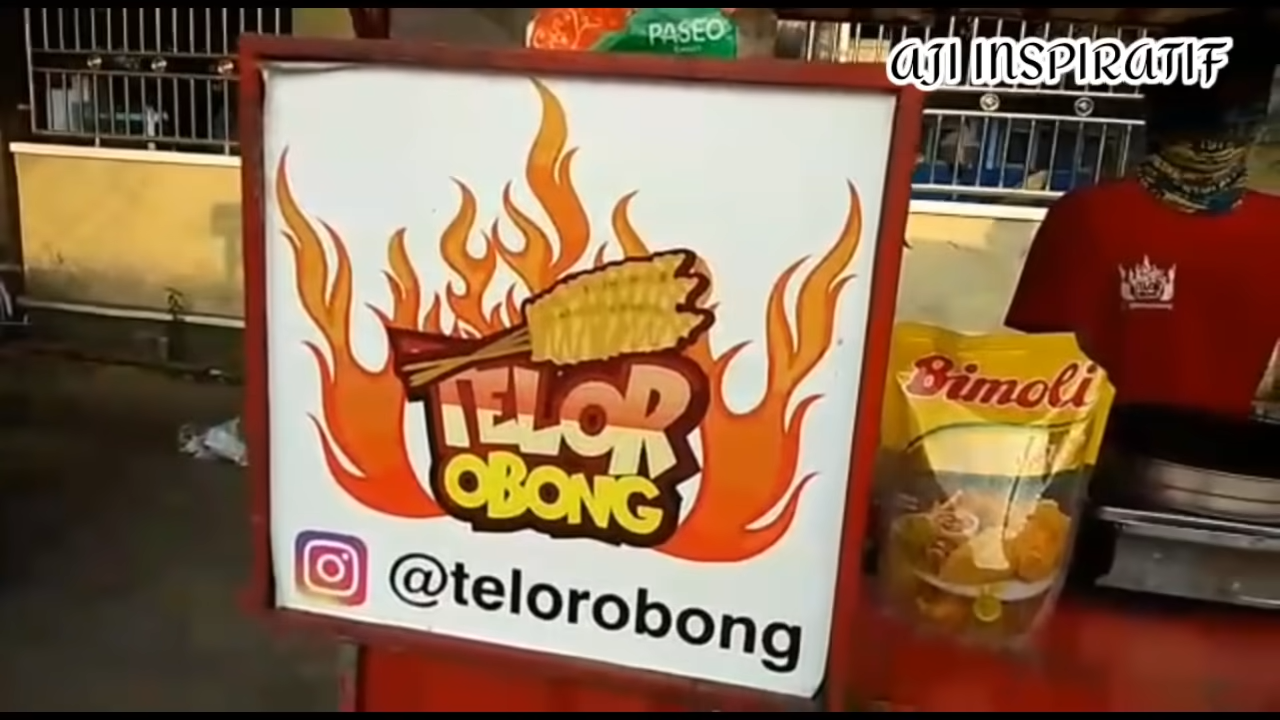 PASEO
AJI INSPIRATIF
TELOR
OBONG
@telorobong
Bimoli